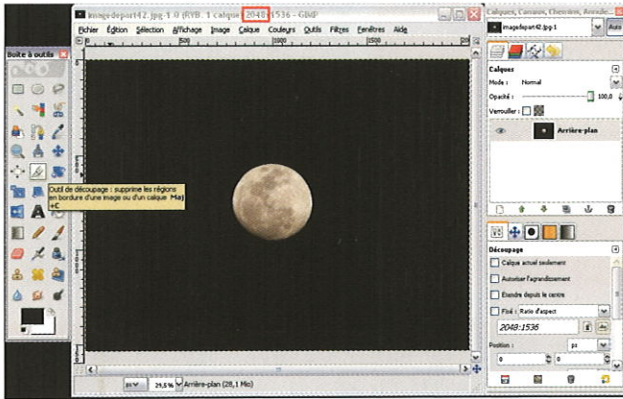 imagedepart42.jpg-1.0 (RVB, 1 calque) 2048x1536 - GIMP
Fichier Édition Sélection Affichage Image Calque Couleurs Outils Filtres Fenêtres Aide
Boîte à outils
Outil de découpage : supprime les régions
en bordure d'une image ou d'un calque Maj
+C
px 29,5 % Arrière-plan (28,1 Mio)
Calques, Canaux, Chemins, Annule...
imagedepart42.jpg-1
Auto
Calques
Mode : Normal
Opacité : 100,0
Verrouiller :
Arrière-plan
Découpage
Calque actuel seulement
Autoriser l'agrandissement
Étendre depuis le centre
Fixé : Ratio d'aspect
2048:1536
Position : px
0 0